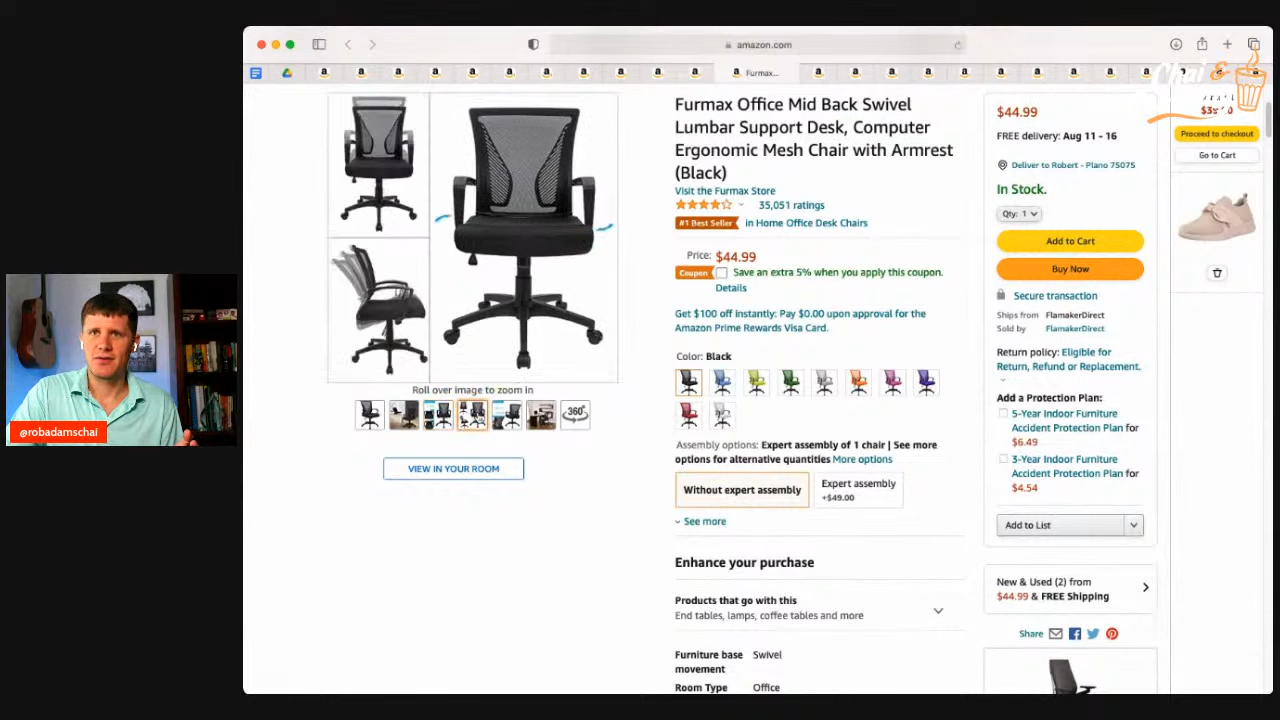 amazon.com
Furmax...
Chai &
Furmax Office Mid Back Swivel
Lumbar Support Desk, Computer
Ergonomic Mesh Chair with Armrest
(Black)
Visit the Furmax Store
35,051 ratings
#1 Best Seller in Home Office Desk Chairs
Price: $44.99
Coupon Save an extra 5% when you apply this coupon.
Details
Get $100 off instantly: Pay $0.00 upon approval for the
Amazon Prime Rewards Visa Card.
Color: Black
Assembly options: Expert assembly of 1 chair | See more
options for alternative quantities More options
Without expert assembly
Expert assembly
+$49.00
See more
Enhance your purchase
Products that go with this
End tables, lamps, coffee tables and more
Furniture base Swivel
movement
Room Type Office
Roll over image to zoom in
360°
VIEW IN YOUR ROOM
@robadamschai
$44.99
FREE delivery: Aug 11 - 16
Deliver to Robert - Plano 75075
In Stock.
Qty: 1
Add to Cart
Buy Now
Secure transaction
Ships from FlamakerDirect
Sold by FlamakerDirect
Return policy: Eligible for
Return, Refund or Replacement.
Add a Protection Plan:
5-Year Indoor Furniture
Accident Protection Plan for
$6.49
3-Year Indoor Furniture
Accident Protection Plan for
$4.54
Add to List
New & Used (2) from
$44.99 & FREE Shipping
Share
Proceed to checkout
Go to Cart